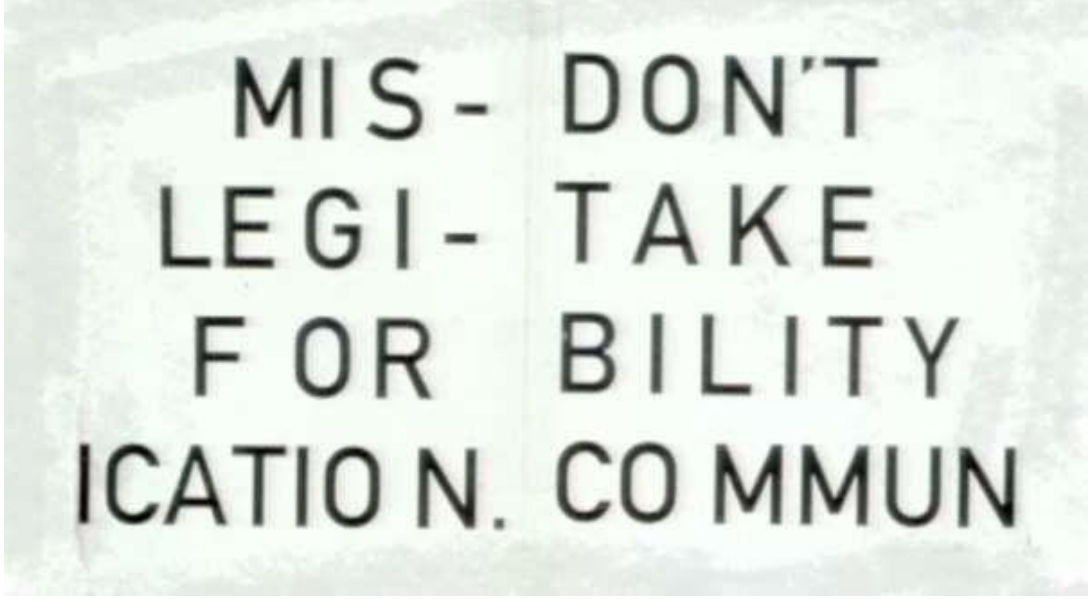 MIS- DON'T
LEGI- TAKE
FOR BILITY
ICATION. COMMUN